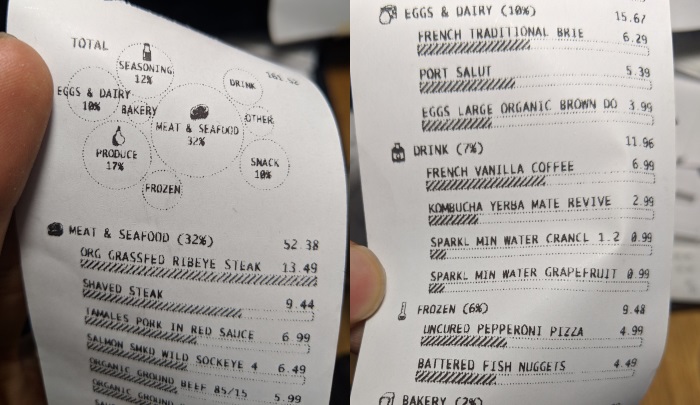 TOTAL
SEASONING
12%
EGGS & DAIRY
10%
BAKERY
DRINK
OTHER
MEAT & SEAFOOD
32%
PRODUCE
17%
SNACK
10%
FROZEN
MEAT & SEAFOOD (32%) 52.38
ORG GRASSFED RIBEYE STEAK 13.49
SHAVED STEAK 9.44
TAMALES PORK IN RED SAUCE 6.99
SALMON SMKD WILD SOCKEYE 4 6.49
ORGANIC GROUND BEEF 85/15 5.99
ORGANIC GROUND
EGGS & DAIRY (10%) 15.67
FRENCH TRADITIONAL BRIE 6.29
PORT SALUT 5.39
EGGS LARGE ORGANIC BROWN DO 3.99
DRINK (7%) 11.96
FRENCH VANILLA COFFEE 6.99
KOMBUCHA YERBA MATE REVIVE 2.99
SPARKL MIN WATER CRANCL 1.2 0.99
SPARKL MIN WATER GRAPEFRUIT 0.99
FROZEN (6%) 9.48
UNCURED PEPPERONI PIZZA 4.99
BATTERED FISH NUGGETS 4.49
BAKERY (2%)